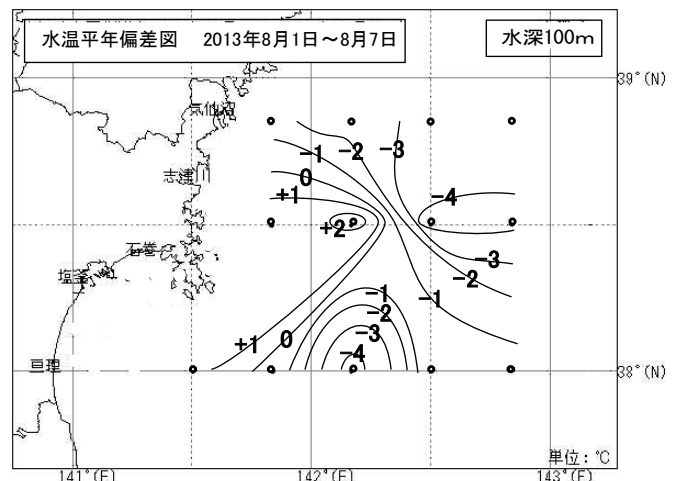 水温平年偏差図　2013年8月1日～8月7日
水深100m
39°(N)
気仙沼
-1
-2
-3
志津川
0
+1
-4
+2
石巻
-3
塩釜
-2
-1
-1
-2
+1
0
-3
-4
亘理
38°(N)
単位：℃
141°(E)
142°(E)
143°(E)